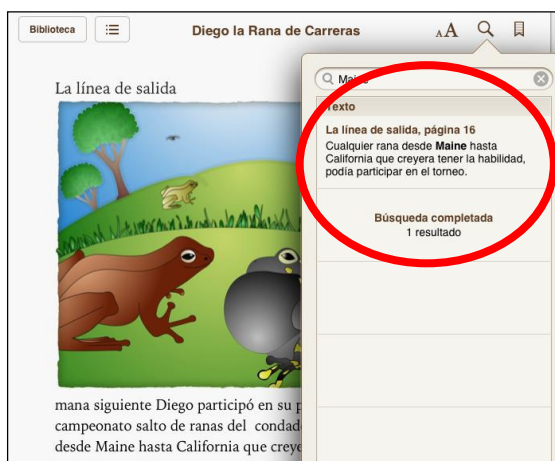 Biblioteca
Diego la Rana de Carreras
AA
La línea de salida
Maine
Texto
La línea de salida, página 16
Cualquier rana desde Maine hasta
California que creyera tener la habilidad,
podía participar en el torneo.
Búsqueda completada
1 resultado
mana siguiente Diego participó en su
campeonato salto de ranas del condad
desde Maine hasta California que creye